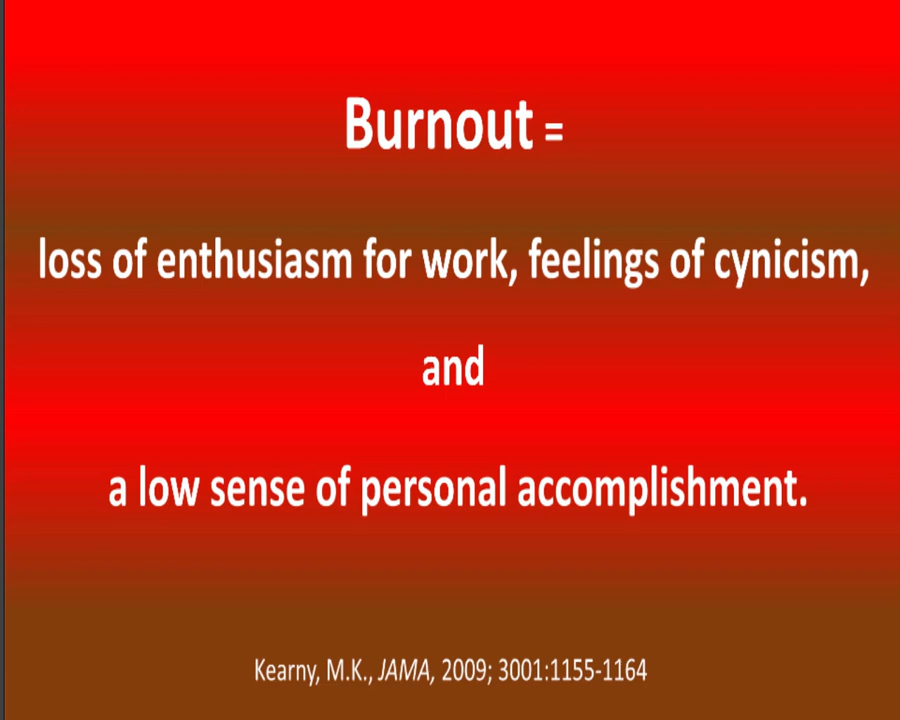 Burnout =
loss of enthusiasm for work, feelings of cynicism,
and
a low sense of personal accomplishment.
Kearny, M.K., JAMA, 2009; 3001:1155-1164